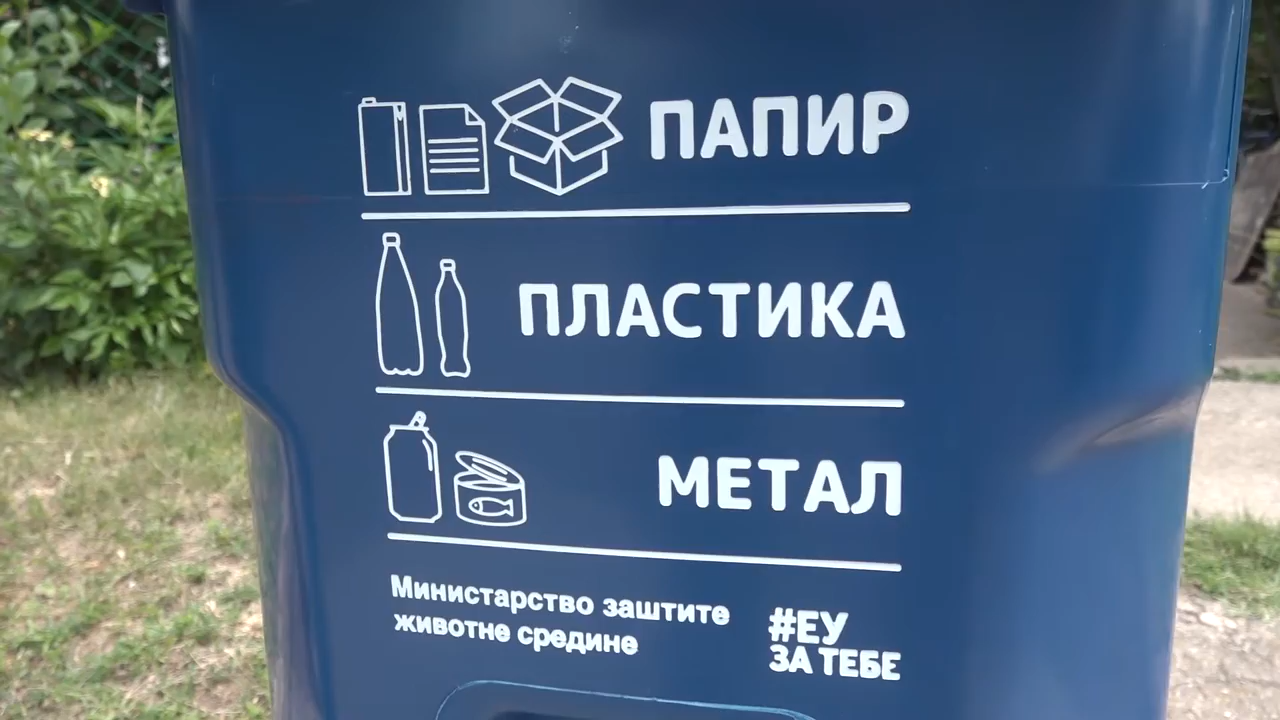 ПАПИР
ПЛАСТИКА
МЕТАЛ
Министарство заштите
животне средине
#ЕУ
ЗА ТЕБЕ